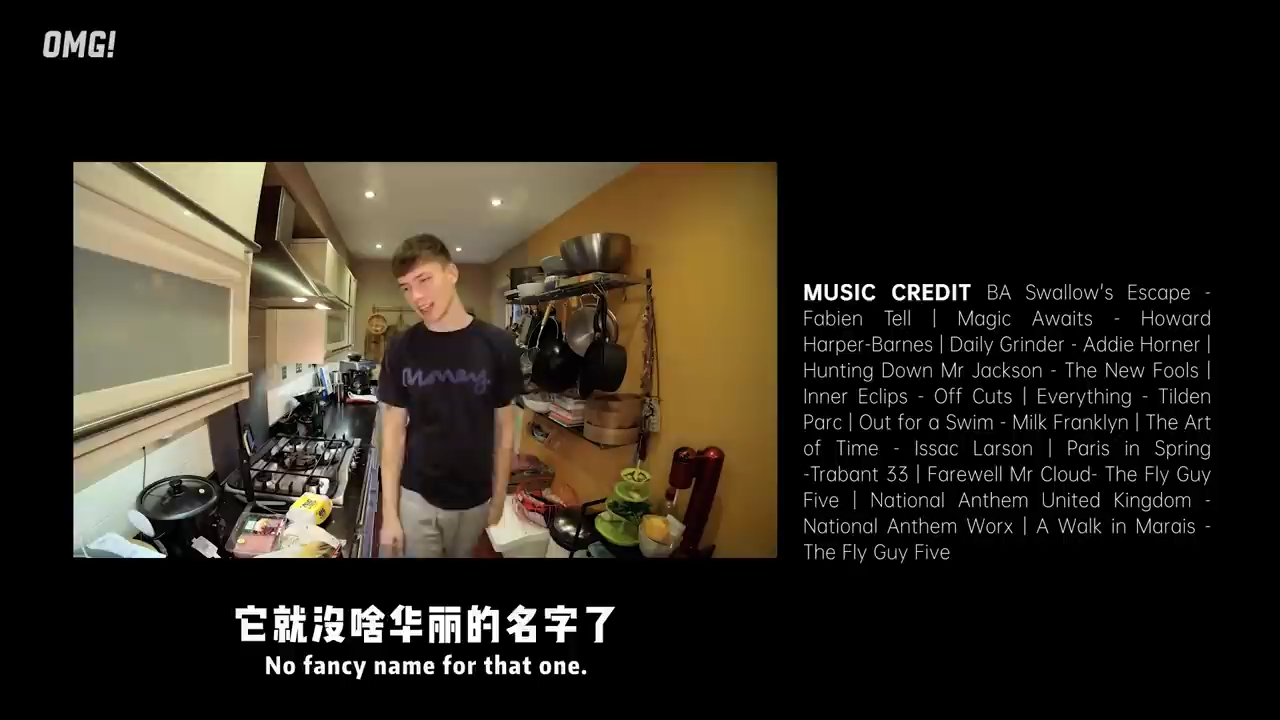 OMG!
money.
MUSIC CREDIT BA Swallow's Escape -
Fabien Tell | Magic Awaits - Howard
Harper-Barnes | Daily Grinder - Addie Horner |
Hunting Down Mr Jackson - The New Fools |
Inner Eclips - Off Cuts | Everything - Tilden
Parc | Out for a Swim - Milk Franklyn | The Art
of Time - Issac Larson | Paris in Spring
-Trabant 33 | Farewell Mr Cloud- The Fly Guy
Five | National Anthem United Kingdom -
National Anthem Worx | A Walk in Marais -
The Fly Guy Five
它就没啥华丽的名字了
No fancy name for that one.